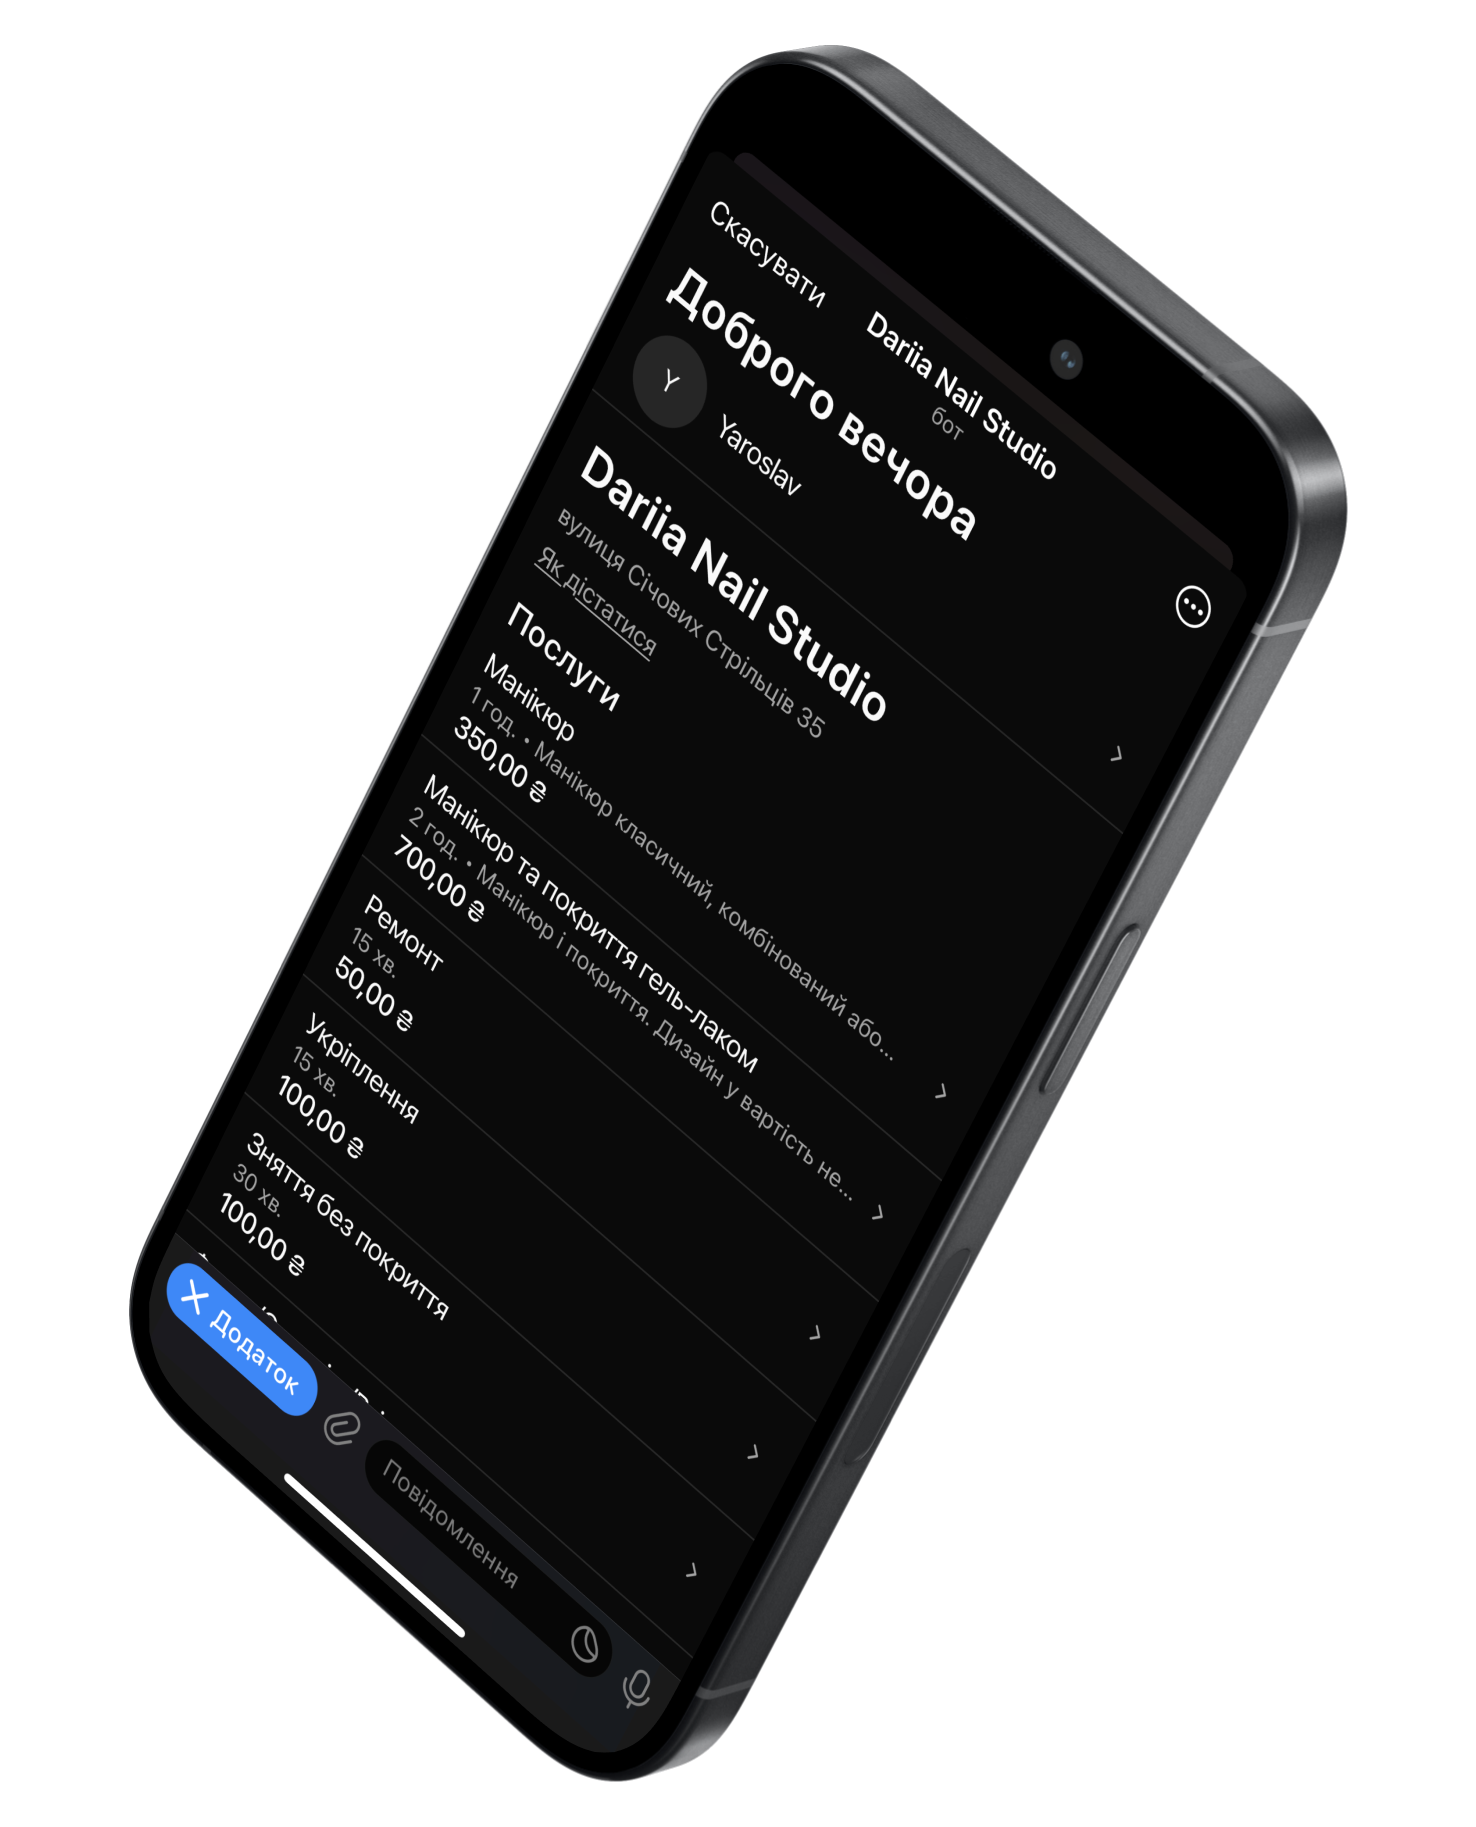 Скасувати
Dariia Nail Studio
бот
Доброго вечора
Y
Yaroslav
Dariia Nail Studio
вулиця Січових Стрільців 35
Як дістатися
Послуги
Манікюр
1 год. • Манікюр класичний, комбінований або...
350,00 ₴
Манікюр та покриття гель-лаком
2 год. • Манікюр і покриття. Дизайн у вартість не...
700,00 ₴
Ремонт
15 хв.
50,00 ₴
Укріплення
15 хв.
100,00 ₴
Зняття без покриття
30 хв.
100,00 ₴
Додаток
Повідомлення